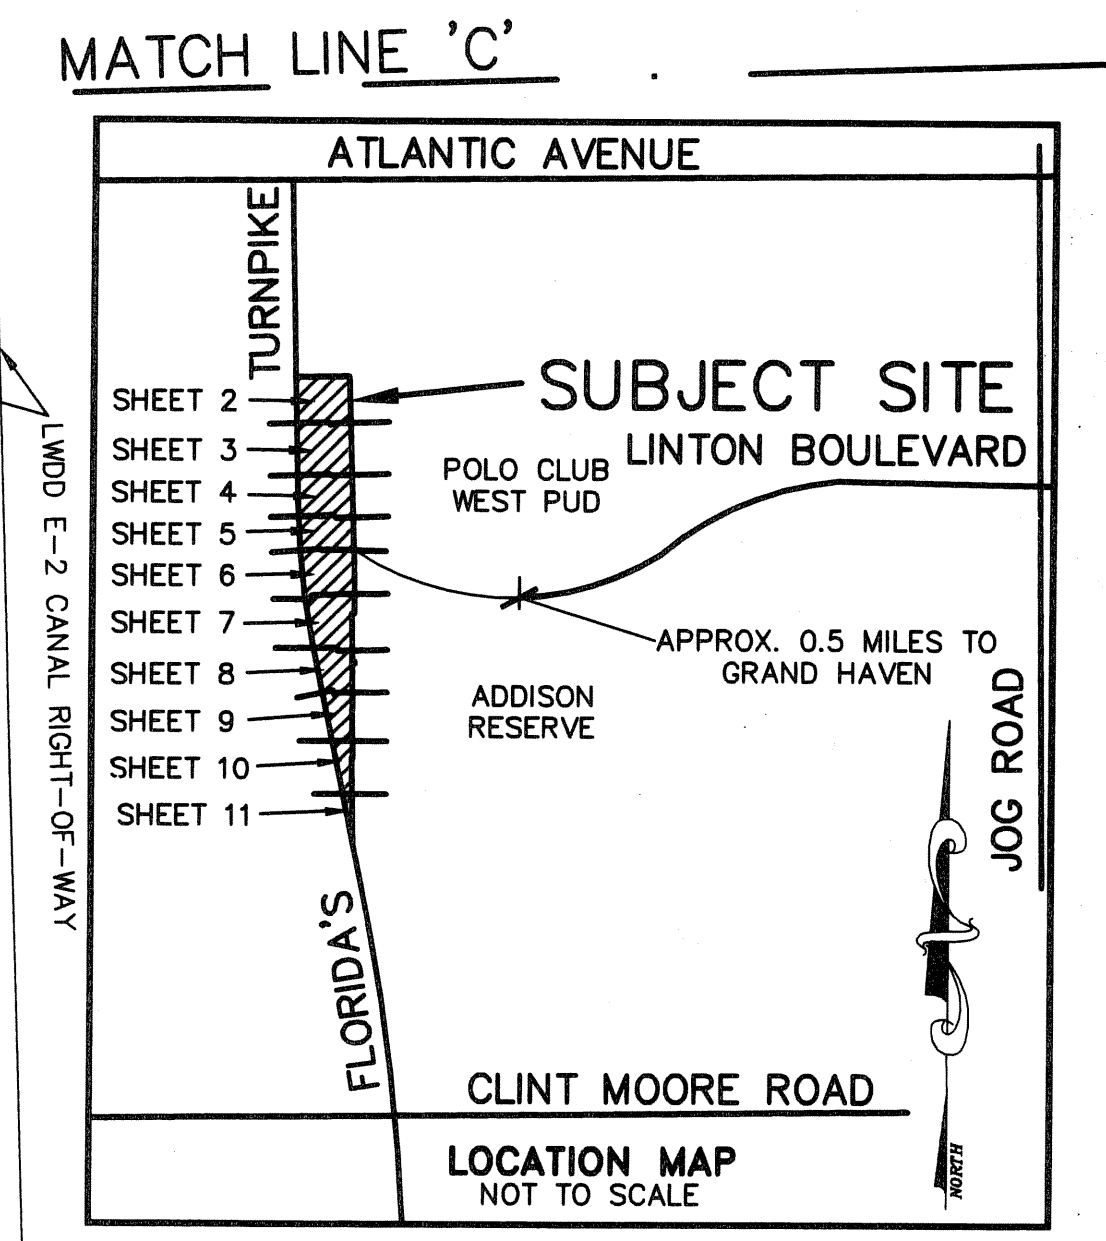 MATCH LINE 'C'
ATLANTIC AVENUE
TURNPIKE
SUBJECT SITE
SHEET 2
LINTON BOULEVARD
SHEET 3
POLO CLUB
WEST PUD
SHEET 4
SHEET 5
SHEET 6
SHEET 7
APPROX. 0.5 MILES TO
GRAND HAVEN
SHEET 8
ADDISON
RESERVE
SHEET 9
SHEET 10
SHEET 11
LWDD E-2 CANAL RIGHT-OF-WAY
JOG ROAD
FLORIDA'S
CLINT MOORE ROAD
LOCATION MAP
NOT TO SCALE
NORTH